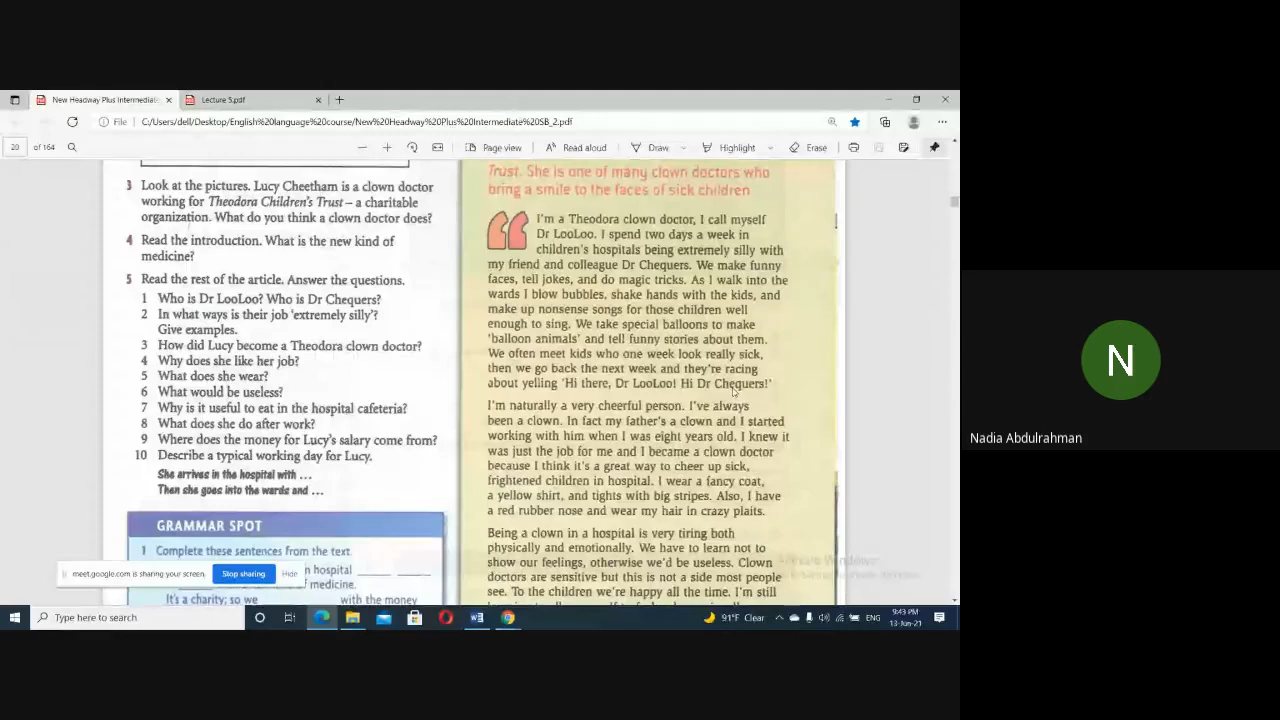 New Headway Plus Intermediate
Lecture 5.pdf
File
C:/Users/dell/Desktop/English%20language%20course/New%20Headway%20Plus%20Intermediate%20SB_2.pdf
20 of 164
Page view
Read aloud
Draw
Highlight
Erase
3 Look at the pictures. Lucy Cheetham is a clown doctor
working for Theodora Children's Trust – a charitable
organization. What do you think a clown doctor does?
4 Read the introduction. What is the new kind of
medicine?
5 Read the rest of the article. Answer the questions.
1 Who is Dr LooLoo? Who is Dr Chequers?
2 In what ways is their job 'extremely silly'?
Give examples.
3 How did Lucy become a Theodora clown doctor?
4 Why does she like her job?
5 What does she wear?
6 What would be useless?
7 Why is it useful to eat in the hospital cafeteria?
8 What does she do after work?
9 Where does the money for Lucy's salary come from?
10 Describe a typical working day for Lucy.
She arrives in the hospital with ...
Then she goes into the wards and ...
GRAMMAR SPOT
1 Complete these sentences from the text.
n hospital ____ ____
of medicine.
It's a charity; so we ____ with the money
Trust. She is one of many clown doctors who
bring a smile to the faces of sick children
I'm a Theodora clown doctor, I call myself
Dr LooLoo. I spend two days a week in
children's hospitals being extremely silly with
my friend and colleague Dr Chequers. We make funny
faces, tell jokes, and do magic tricks. As I walk into the
wards I blow bubbles, shake hands with the kids, and
make up nonsense songs for those children well
enough to sing. We take special balloons to make
'balloon animals' and tell funny stories about them.
We often meet kids who one week look really sick,
then we go back the next week and they're racing
about yelling 'Hi there, Dr LooLoo! Hi Dr Chequers!'
I'm naturally a very cheerful person. I've always
been a clown. In fact my father's a clown and I started
working with him when I was eight years old. I knew it
was just the job for me and I became a clown doctor
because I think it's a great way to cheer up sick,
frightened children in hospital. I wear a fancy coat,
a yellow shirt, and tights with big stripes. Also, I have
a red rubber nose and wear my hair in crazy plaits.
Being a clown in a hospital is very tiring both
physically and emotionally. We have to learn not to
show our feelings, otherwise we'd be useless. Clown
doctors are sensitive but this is not a side most people
see. To the children we're happy all the time. I'm still
meet.google.com is sharing your screen.
Stop sharing
Hide
Type here to search
91°F Clear
ENG
9:43 PM
13-Jun-21
N
Nadia Abdulrahman